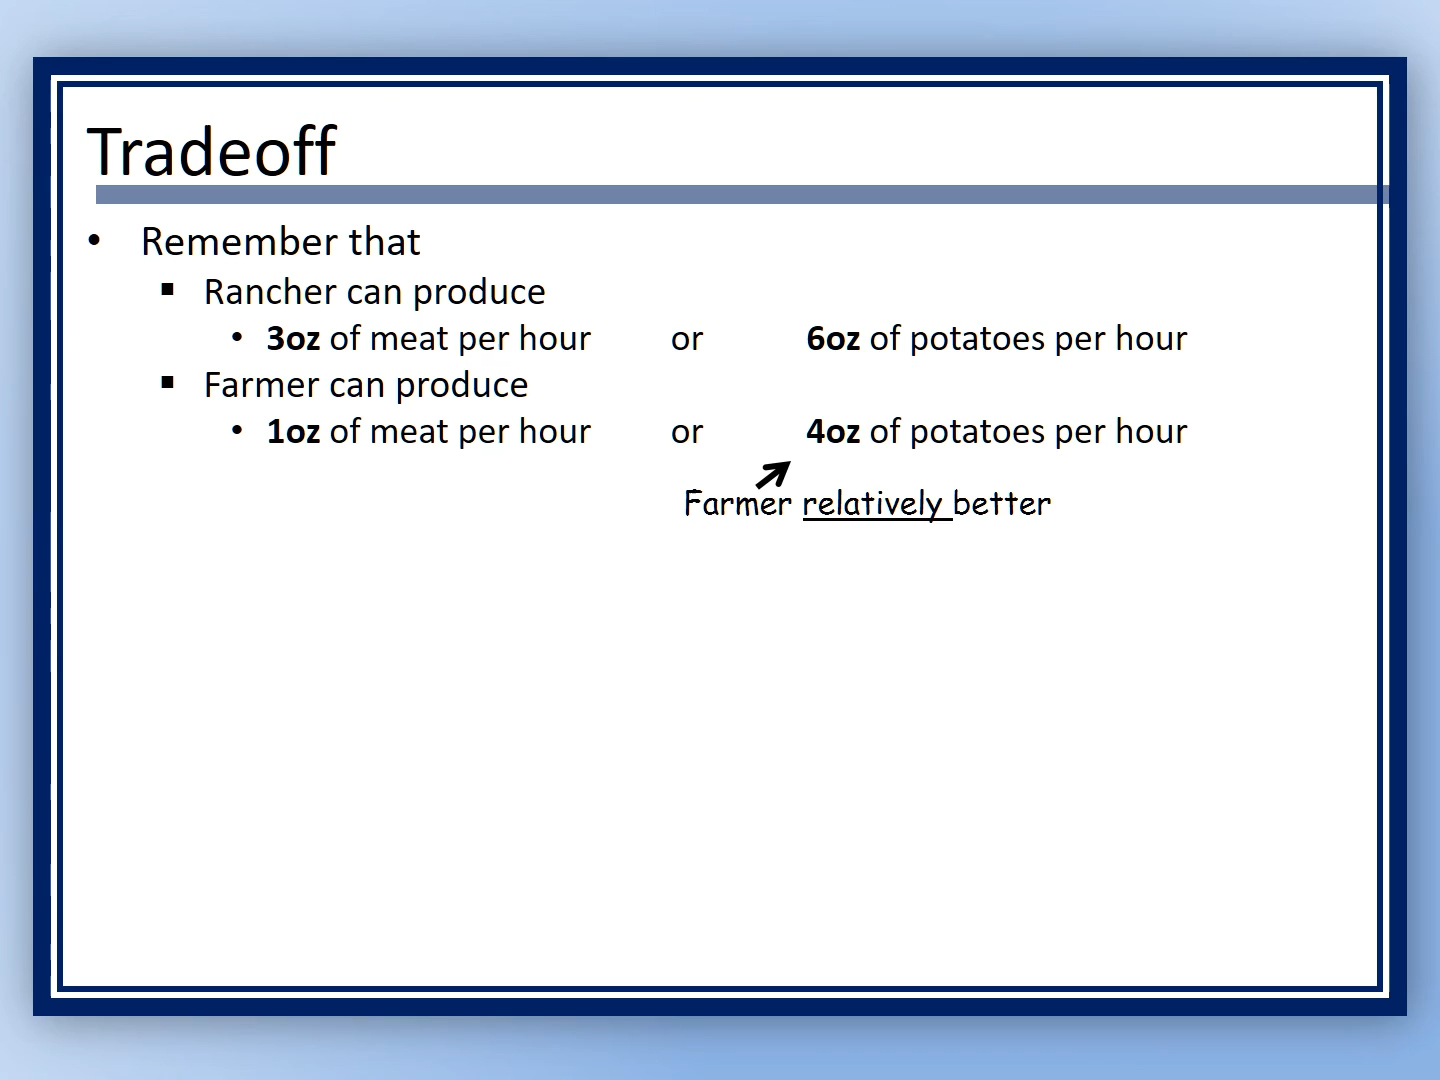 Tradeoff
• Remember that
▪ Rancher can produce
• 3oz of meat per hour or 6oz of potatoes per hour
▪ Farmer can produce
• 1oz of meat per hour or 4oz of potatoes per hour
Farmer relatively better